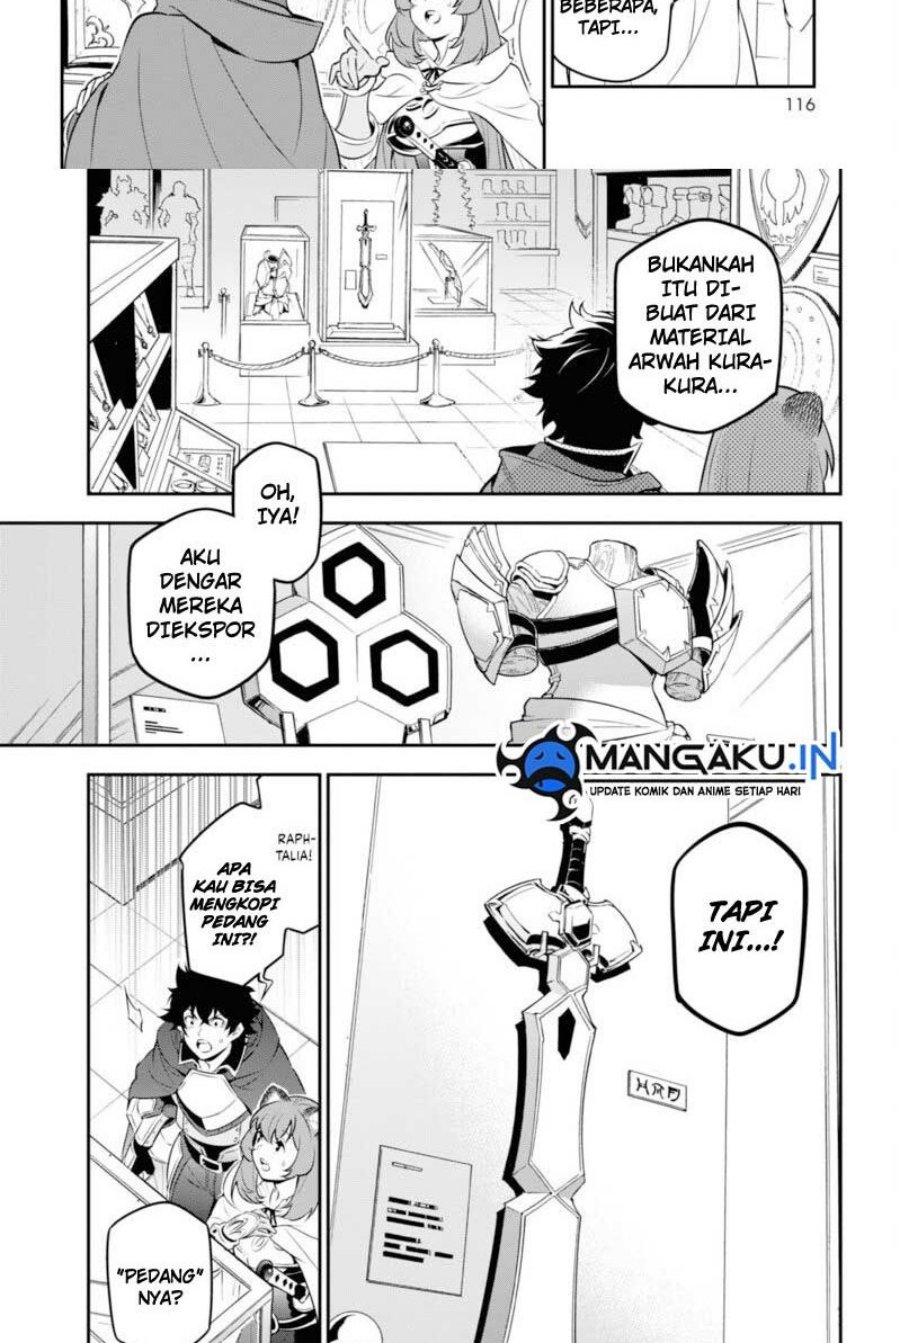 BEBERAPA,
TAPI...
116
BUKANKAH
ITU DI-
BUAT DARI
MATERIAL
ARWAH KURA-
KURA...
OH,
IYA!
AKU
DENGAR
MEREKA
DIEKSPOR
...
MANGAKU.IN
UPDATE KOMIK DAN ANIME SETIAP HARI
TAPI
INI...!
RAPH-
TALIA!
APA
KAU BISA
MENGKOPI
PEDANG
INI?!
"PEDANG"
NYA?